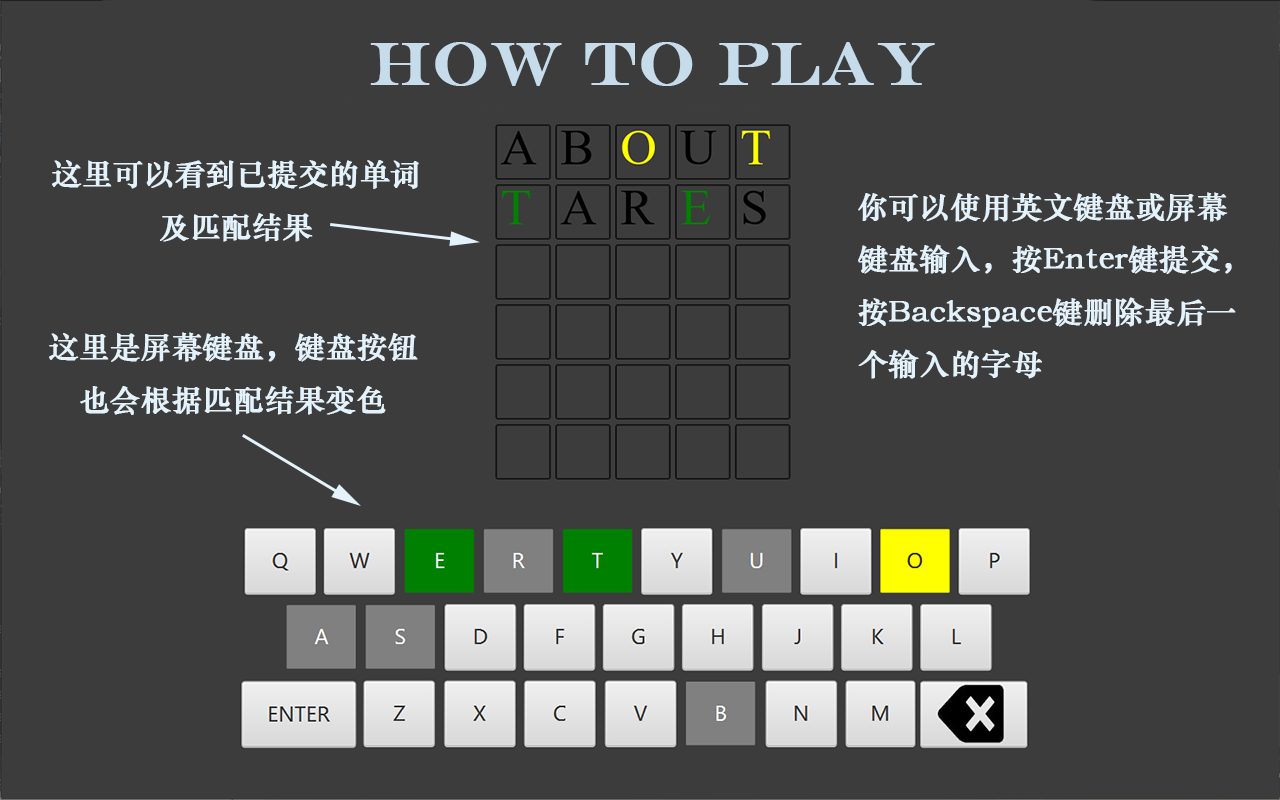 HOW TO PLAY
ABOUT
TARES
这里可以看到已提交的单词
及匹配结果
你可以使用英文键盘或屏幕
键盘输入，按Enter键提交，
按Backspace键删除最后一
个输入的字母
这里是屏幕键盘，键盘按钮
也会根据匹配结果变色
Q W E R T Y U I O P
A S D F G H J K L
ENTER Z X C V B N M